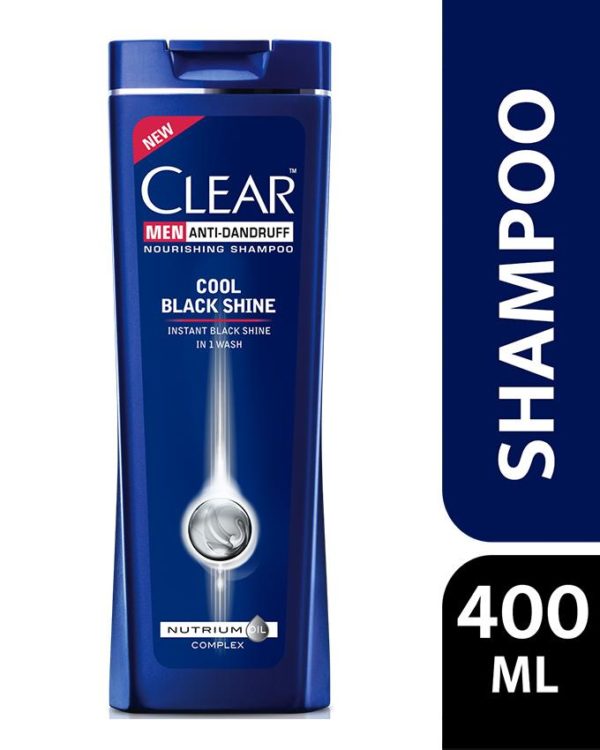 NEW
CLEAR™
MEN ANTI-DANDRUFF
NOURISHING SHAMPOO
COOL
BLACK SHINE
INSTANT BLACK SHINE
IN 1 WASH
NUTRIUM OIL
COMPLEX
SHAMPOO
400
ML